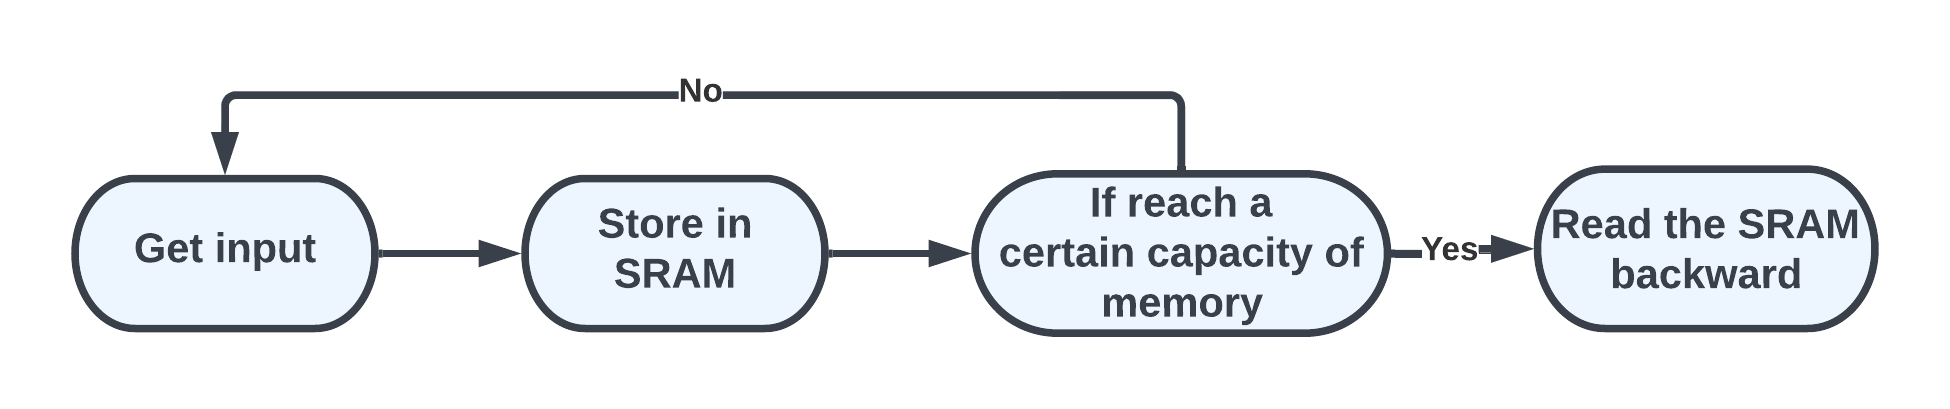 No
Get input
Store in
SRAM
If reach a
certain capacity of
memory
Yes
Read the SRAM
backward